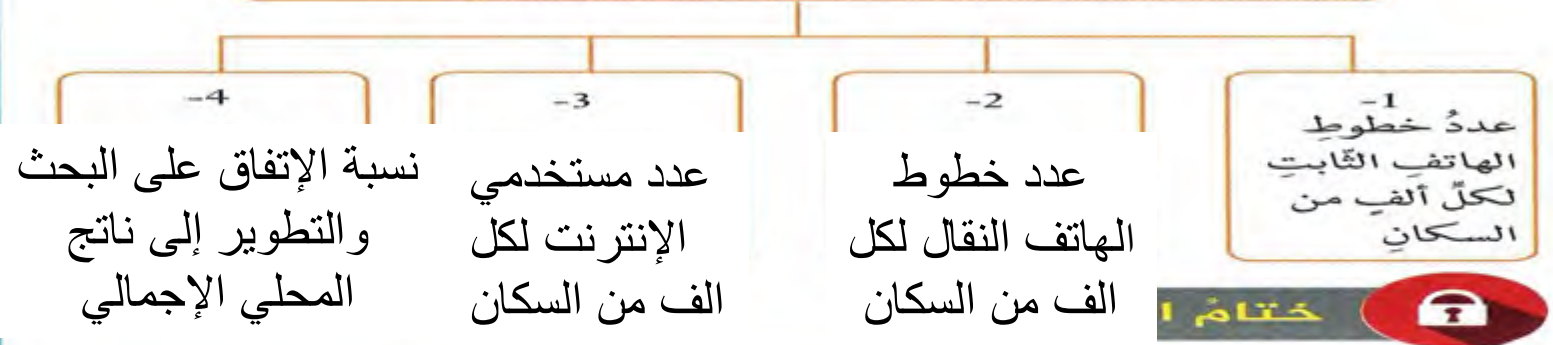 -1
عددُ خطوطِ
الهاتفِ الثّابتِ
لكلِّ ألفٍ من
السكانِ
-2
عدد خطوط
الهاتف النقال لكل
الف من السكان
-3
عدد مستخدمي
الإنترنت لكل
الف من السكان
-4
نسبة الإتفاق على البحث
والتطوير إلى ناتج
المحلي الإجمالي
ختامُ